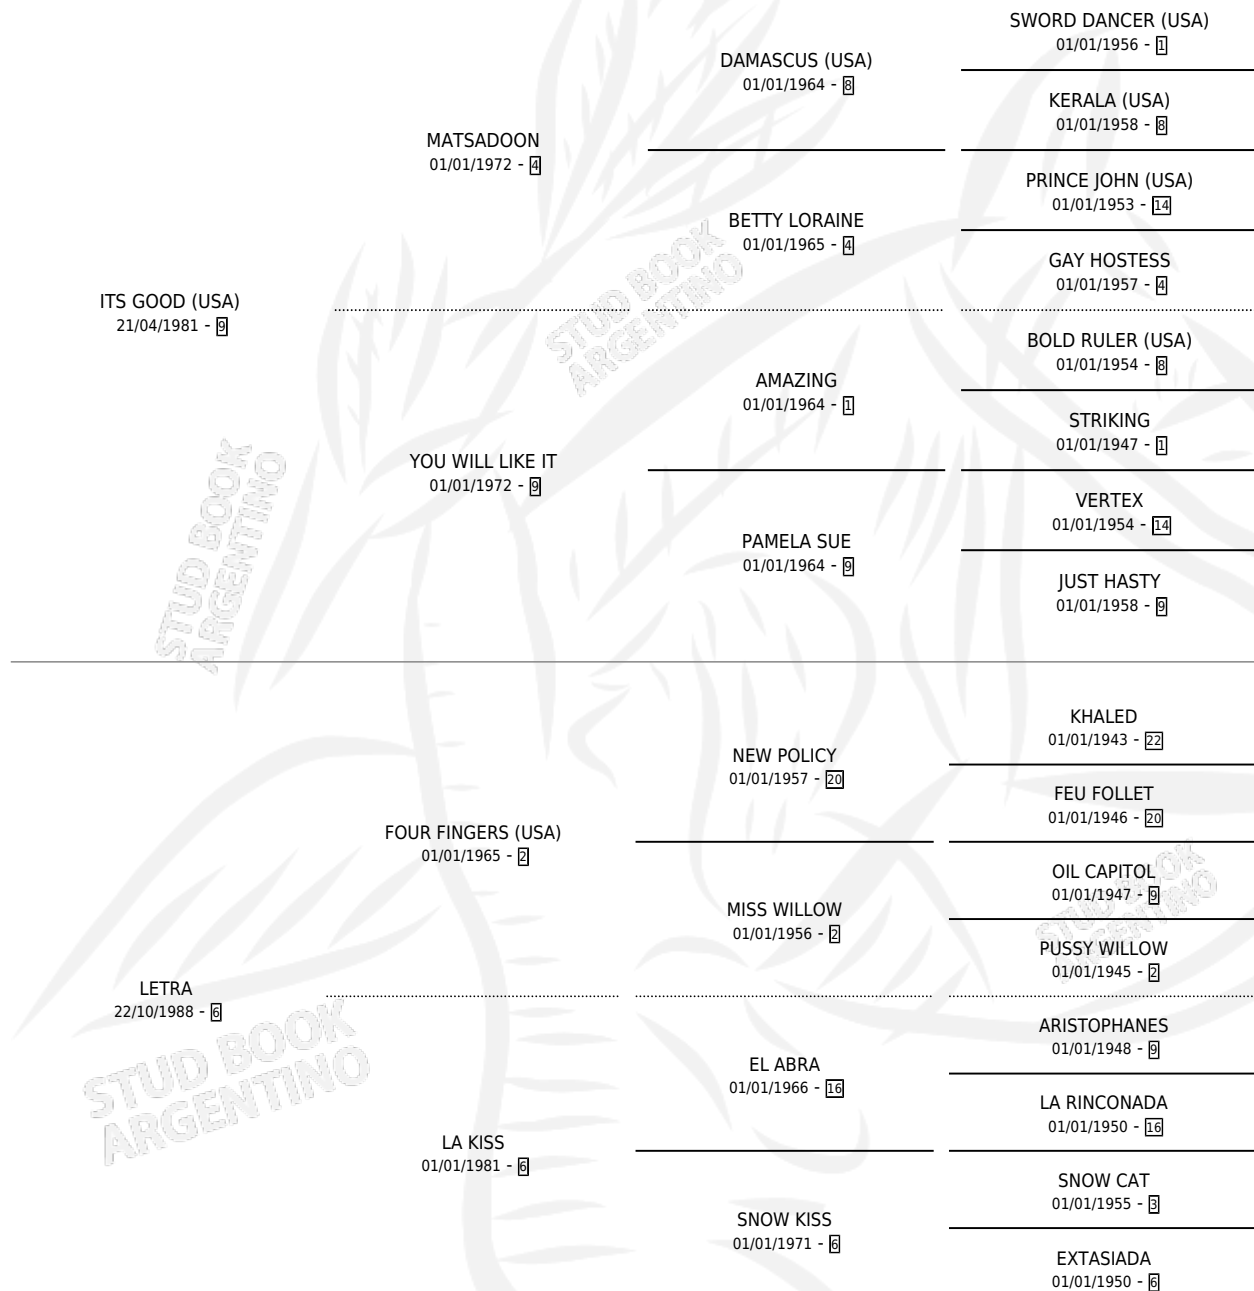 SWORD DANCER (USA)
01/01/1956 - 1
DAMASCUS (USA)
01/01/1964 - 8
KERALA (USA)
01/01/1958 - 8
MATSADOON
01/01/1972 - 4
PRINCE JOHN (USA)
01/01/1953 - 14
BETTY LORAINE
01/01/1965 - 4
GAY HOSTESS
01/01/1957 - 4
ITS GOOD (USA)
21/04/1981 - 9
BOLD RULER (USA)
01/01/1954 - 8
AMAZING
01/01/1964 - 1
STRIKING
01/01/1947 - 1
YOU WILL LIKE IT
01/01/1972 - 9
VERTEX
01/01/1954 - 14
PAMELA SUE
01/01/1964 - 9
JUST HASTY
01/01/1958 - 9
KHALED
01/01/1943 - 22
NEW POLICY
01/01/1957 - 20
FEU FOLLET
01/01/1946 - 20
FOUR FINGERS (USA)
01/01/1965 - 2
OIL CAPITOL
01/01/1947 - 9
MISS WILLOW
01/01/1956 - 2
PUSSY WILLOW
01/01/1945 - 2
LETRA
22/10/1988 - 6
ARISTOPHANES
01/01/1948 - 9
EL ABRA
01/01/1966 - 16
LA RINCONADA
01/01/1950 - 16
LA KISS
01/01/1981 - 6
SNOW CAT
01/01/1955 - 3
SNOW KISS
01/01/1971 - 6
EXTASIADA
01/01/1950 - 6
STUD BOOK
ARGENTINO
STUD BOOK
ARGENTINO
STUD BOOK
ARGENTINO
STUD BOOK
ARGENTINO